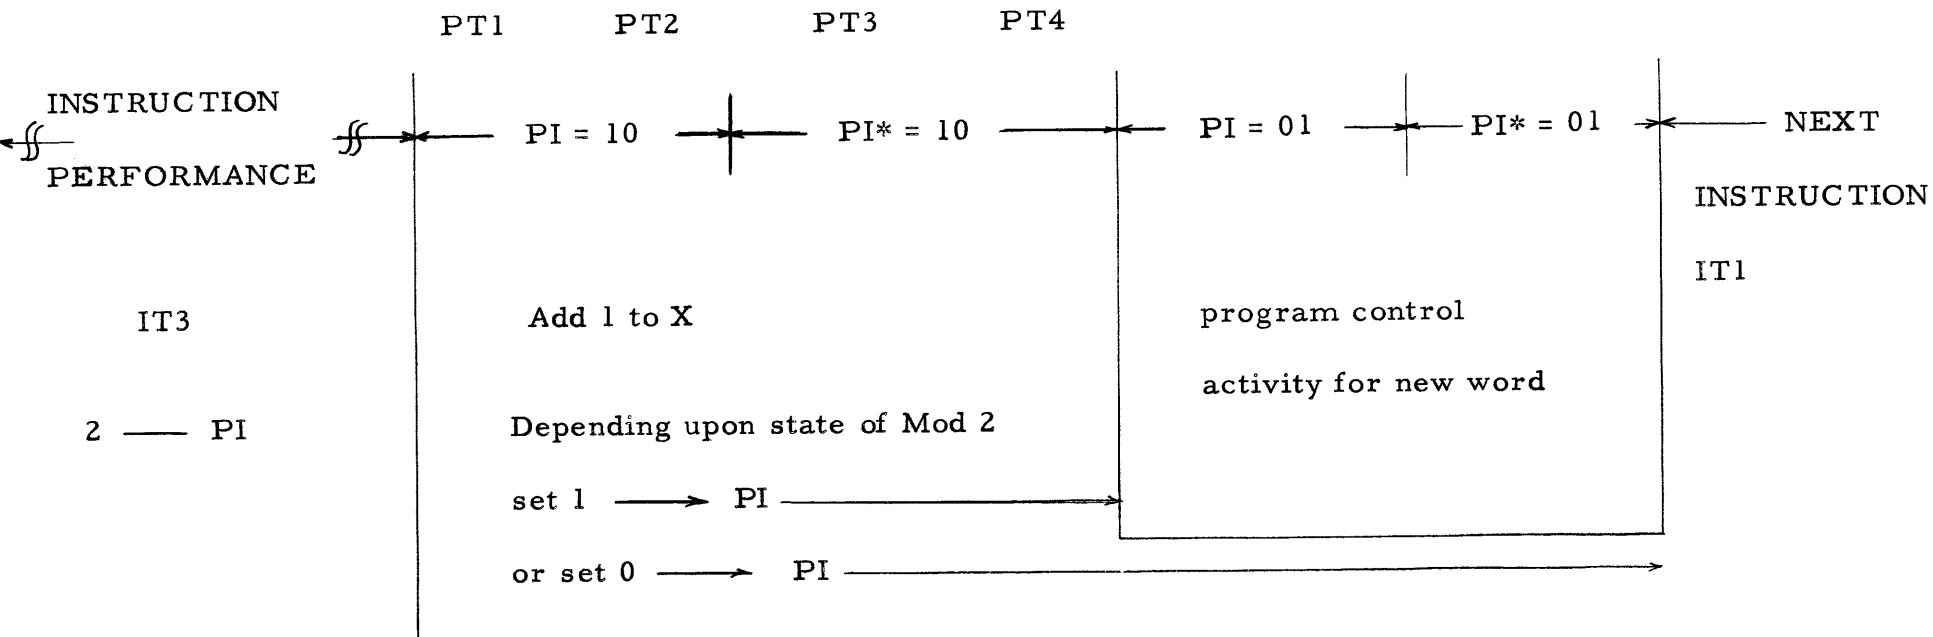 PT1 PT2 PT3 PT4
INSTRUCTION
PERFORMANCE
PI = 10 PI* = 10 PI = 01 PI* = 01 NEXT
INSTRUCTION
IT1
IT3 Add 1 to X program control
activity for new word
2 — PI Depending upon state of Mod 2
set 1 → PI
or set 0 → PI